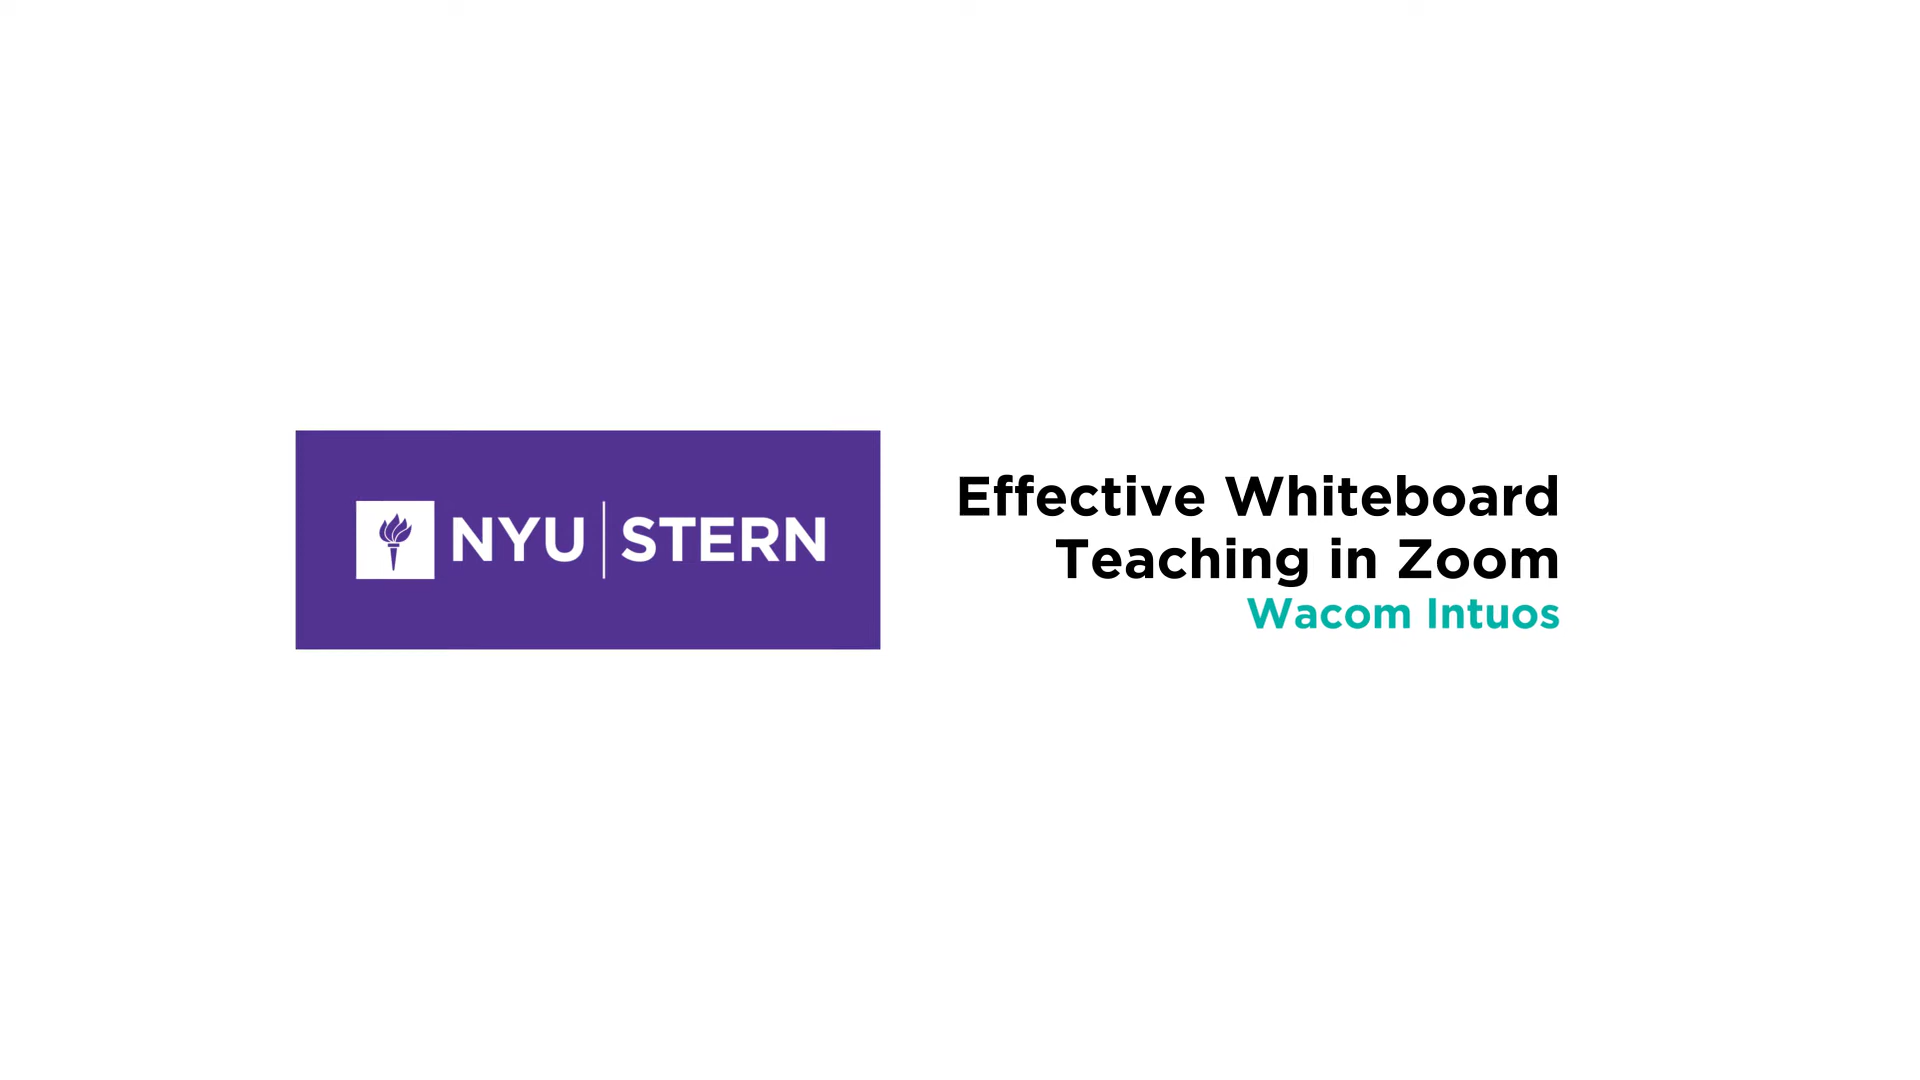 NYU | STERN
Effective Whiteboard
Teaching in Zoom
Wacom Intuos